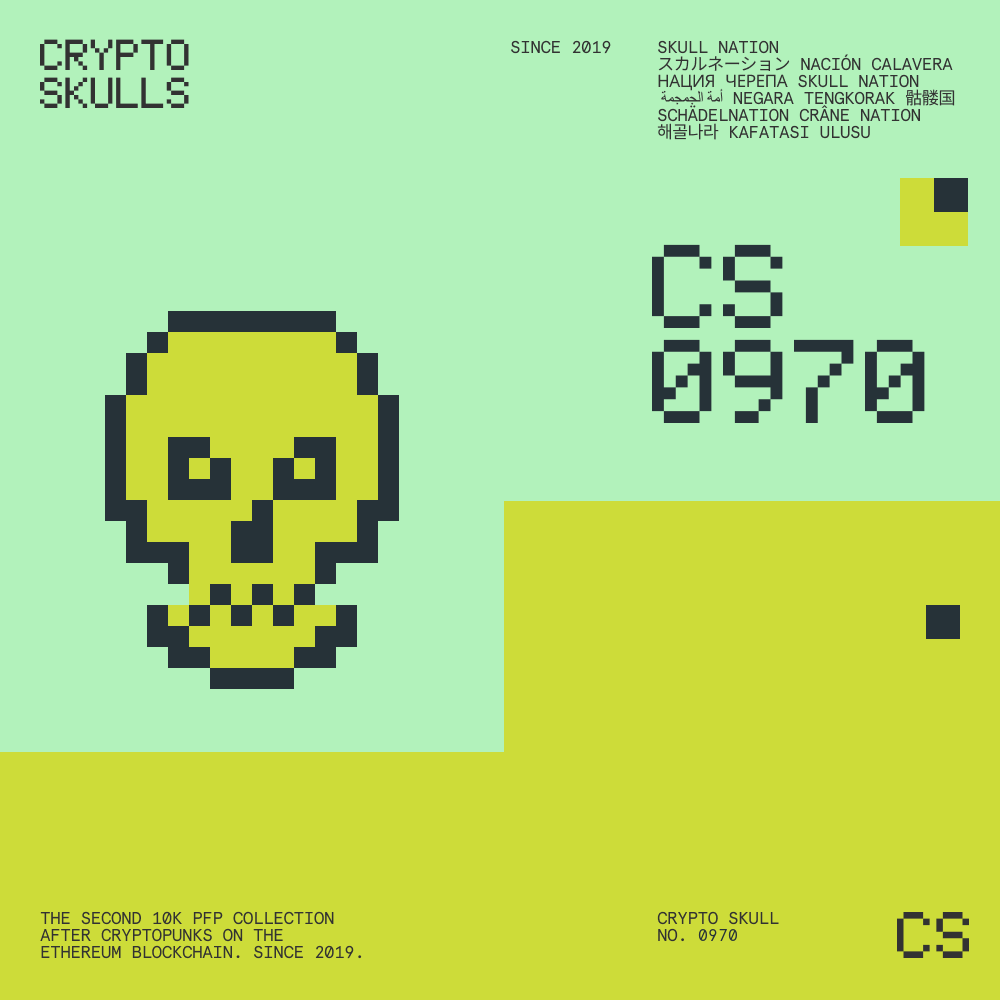 CRYPTO
SKULLS
SINCE 2019
SKULL NATION
スカルネーション NACIÓN CALAVERA
НАЦИЯ ЧЕРЕПА SKULL NATION
أمة الجمجمة NEGARA TENGKORAK 骷髅国
SCHÄDELNATION CRÂNE NATION
해골나라 KAFATASI ULUSU
CS
0970
THE SECOND 10K PFP COLLECTION
AFTER CRYPTOPUNKS ON THE
ETHEREUM BLOCKCHAIN. SINCE 2019.
CRYPTO SKULL
NO. 0970
CS